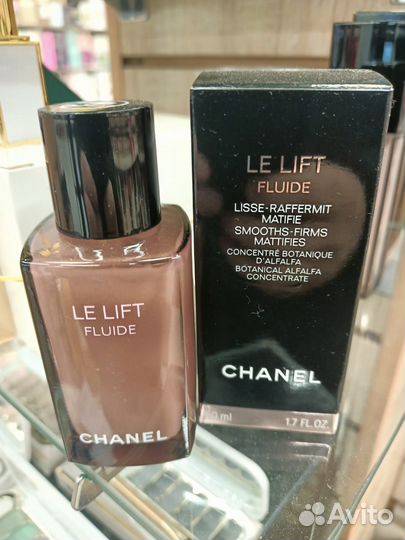 LE LIFT
FLUIDE
CHANEL
LE LIFT
FLUIDE
LISSE-RAFFERMIT
MATIFIE
SMOOTHS-FIRMS
MATTIFIES
CONCENTRÉ BOTANIQUE
D'ALFALFA
BOTANICAL ALFALFA
CONCENTRATE
CHANEL
ml 1.7 FL OZ
Avito